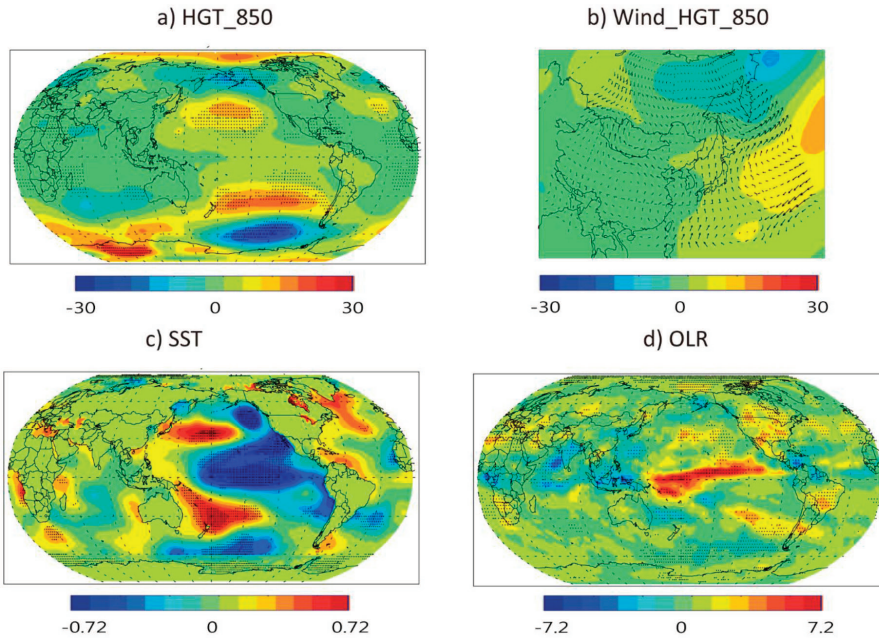 a) HGT_850
b) Wind_HGT_850
-30 0 30
-30 0 30
c) SST
d) OLR
-0.72 0 0.72
-7.2 0 7.2